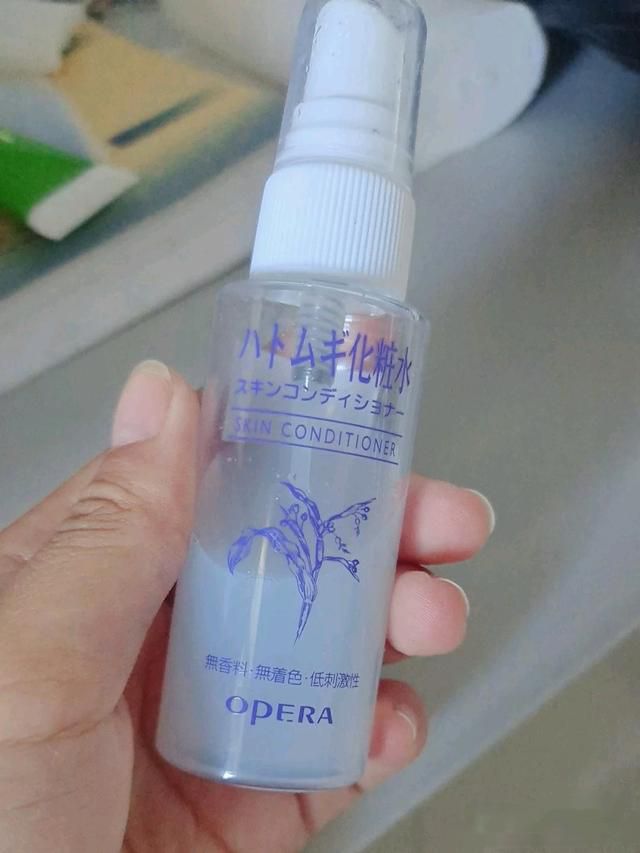 ハトムギ化粧水
スキンコンディショナー
SKIN CONDITIONER
無香料・無着色・低刺激性
OPERA